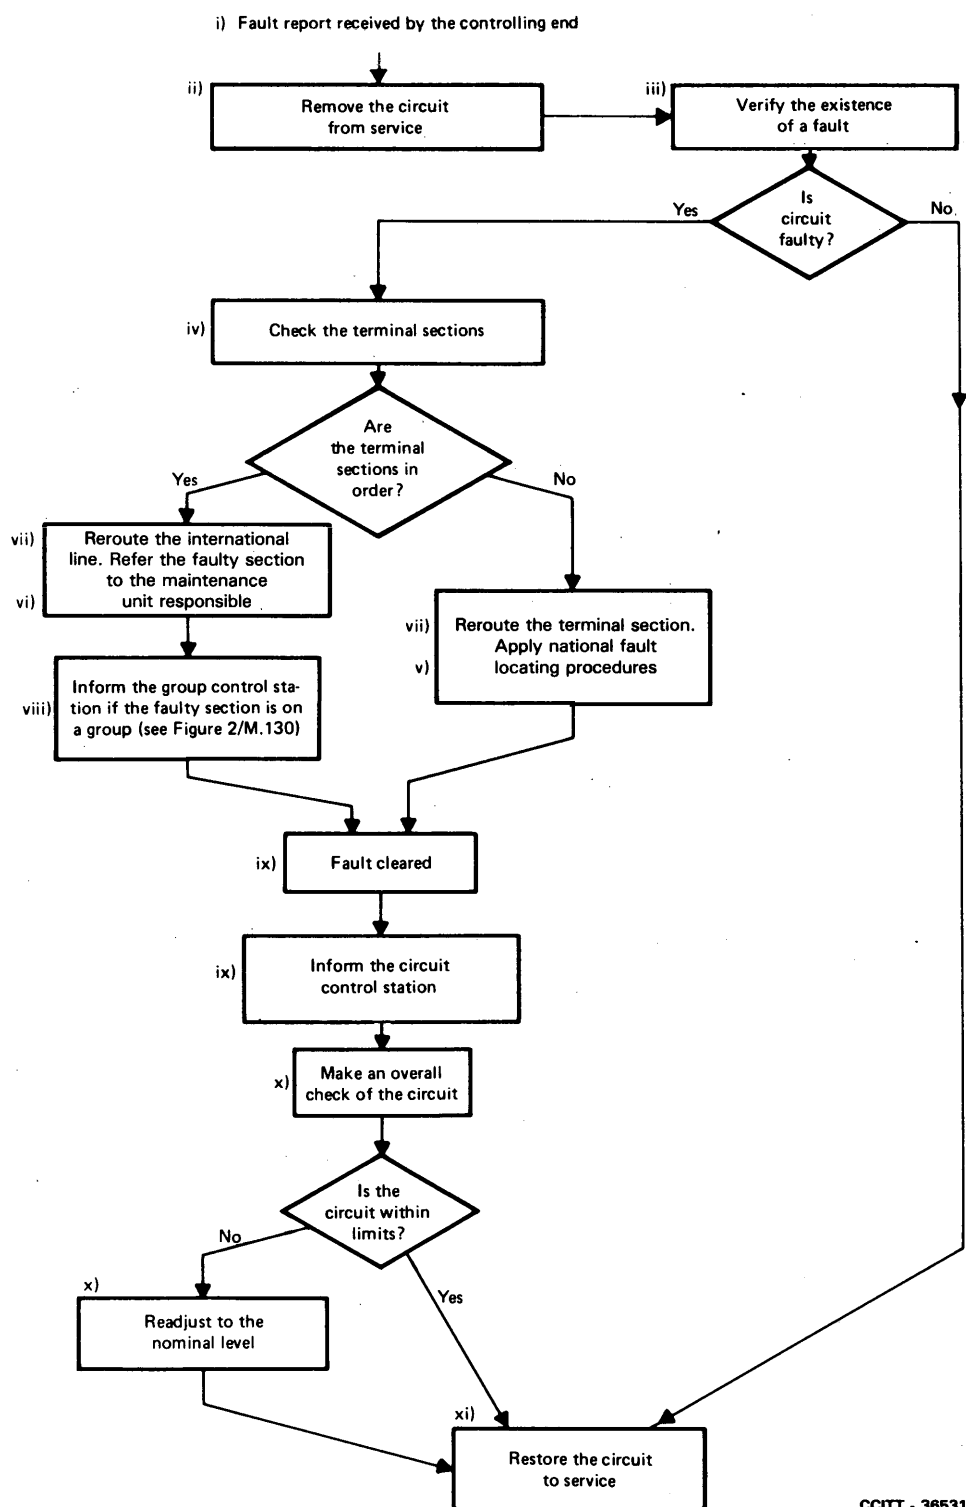 i) Fault report received by the controlling end
ii)
Remove the circuit
from service
iii)
Verify the existence
of a fault
Is
circuit
faulty?
Yes
No
iv)
Check the terminal sections
Are
the terminal
sections in
order?
Yes
No
vii)
Reroute the international
line. Refer the faulty section
to the maintenance
vi)
unit responsible
vii)
Reroute the terminal section.
Apply national fault
v)
locating procedures
viii)
Inform the group control sta-
tion if the faulty section is on
a group (see Figure 2/M.130)
ix)
Fault cleared
ix)
Inform the circuit
control station
x)
Make an overall
check of the circuit
Is the
circuit within
limits?
No
Yes
x)
Readjust to the
nominal level
xi)
Restore the circuit
to service
CCITT - 36531